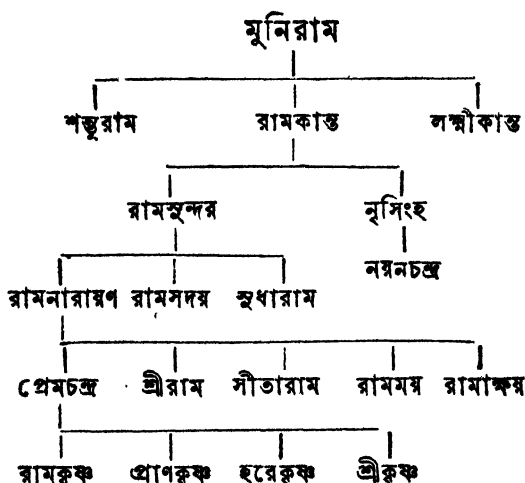 মুনিরাম
শম্ভুরাম রামকান্ত লক্ষ্মীকান্ত
রামসুন্দর নৃসিংহ
নয়নচন্দ্র
রামনারায়ণ রামসদয় সুধারাম
প্রেমচন্দ্র শ্রীরাম সীতারাম রামময় রামাক্ষয়
রামকৃষ্ণ প্রাণকৃষ্ণ হরেকৃষ্ণ শ্রীকৃষ্ণ